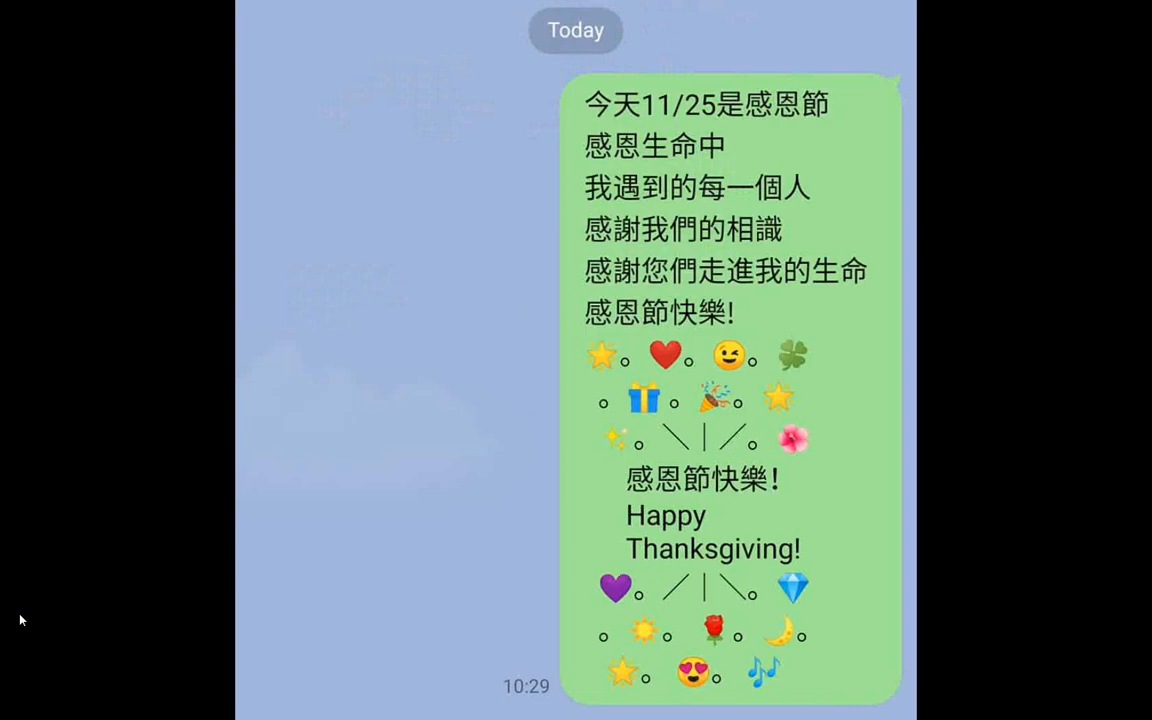 Today
今天11/25是感恩節
感恩生命中
我遇到的每一個人
感謝我們的相識
感謝您們走進我的生命
感恩節快樂!
🌟。❤️。😉。🍀
。🎁。🎉。🌟
✨。＼｜／。🌺
感恩節快樂！
Happy
Thanksgiving!
💜。／｜＼。💎
。☀️。🌹。🌙。
🌟。😍。🎶
10:29